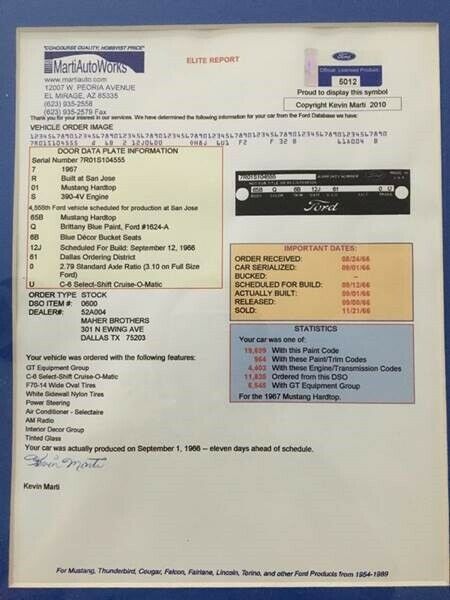 "CONCOURSE QUALITY, HOBBYIST PRICE"
MartiAutoWorks
www.martiauto.com
12007 W. PEORIA AVENUE
EL MIRAGE, AZ 85335
(623) 935-2558
(623) 935-2579 Fax
ELITE REPORT
Ford
Official Licensed Product
5012
Proud to display this symbol
Copyright Kevin Marti 2010
Thank you for your interest in our services. We have determined the following information for your car from the Ford Database we have:
VEHICLE ORDER IMAGE
12345678901234567890123456789012345678901234567890123456789012345678901234567890
7R01S104555
DOOR DATA PLATE INFORMATION
Serial Number 7R01S104555
7 1967
R Built at San Jose
01 Mustang Hardtop
S 390-4V Engine
4,558th Ford vehicle scheduled for production at San Jose
65B Mustang Hardtop
Q Brittany Blue Paint, Ford #1624-A
6B Blue Décor Bucket Seats
12J Scheduled For Build: September 12, 1966
61 Dallas Ordering District
0 2.79 Standard Axle Ratio (3.10 on Full Size Ford)
U C-6 Select-Shift Cruise-O-Matic
7R01S104555
65B Q 6B 12J 61 0 U
Ford
ORDER TYPE: STOCK
DSO ITEM #: 0600
DEALER#: 52A004
MAHER BROTHERS
301 N EWING AVE
DALLAS TX 75203
IMPORTANT DATES:
ORDER RECEIVED: 08/24/66
CAR SERIALIZED: 09/01/66
BUCKED: -
SCHEDULED FOR BUILD: 09/12/66
ACTUALLY BUILT: 09/01/66
RELEASED:
SOLD: 11/21/66
STATISTICS
Your car was one of:
With this Paint Code
964 With these Paint/Trim Codes
With these Engine/Transmission Codes
Ordered from this DSO
With GT Equipment Group
For the 1967 Mustang Hardtop.
Your vehicle was ordered with the following features:
GT Equipment Group
C-6 Select-Shift Cruise-O-Matic
F70-14 Wide Oval Tires
White Sidewall Nylon Tires
Power Steering
Air Conditioner - Selectaire
AM Radio
Interior Decor Group
Tinted Glass
Your car was actually produced on September 1, 1966 -- eleven days ahead of schedule.
Kevin Marti
Kevin Marti
For Mustang, Thunderbird, Cougar, Falcon, Fairlane, Lincoln, Torino, and other Ford Products from 1954-1989